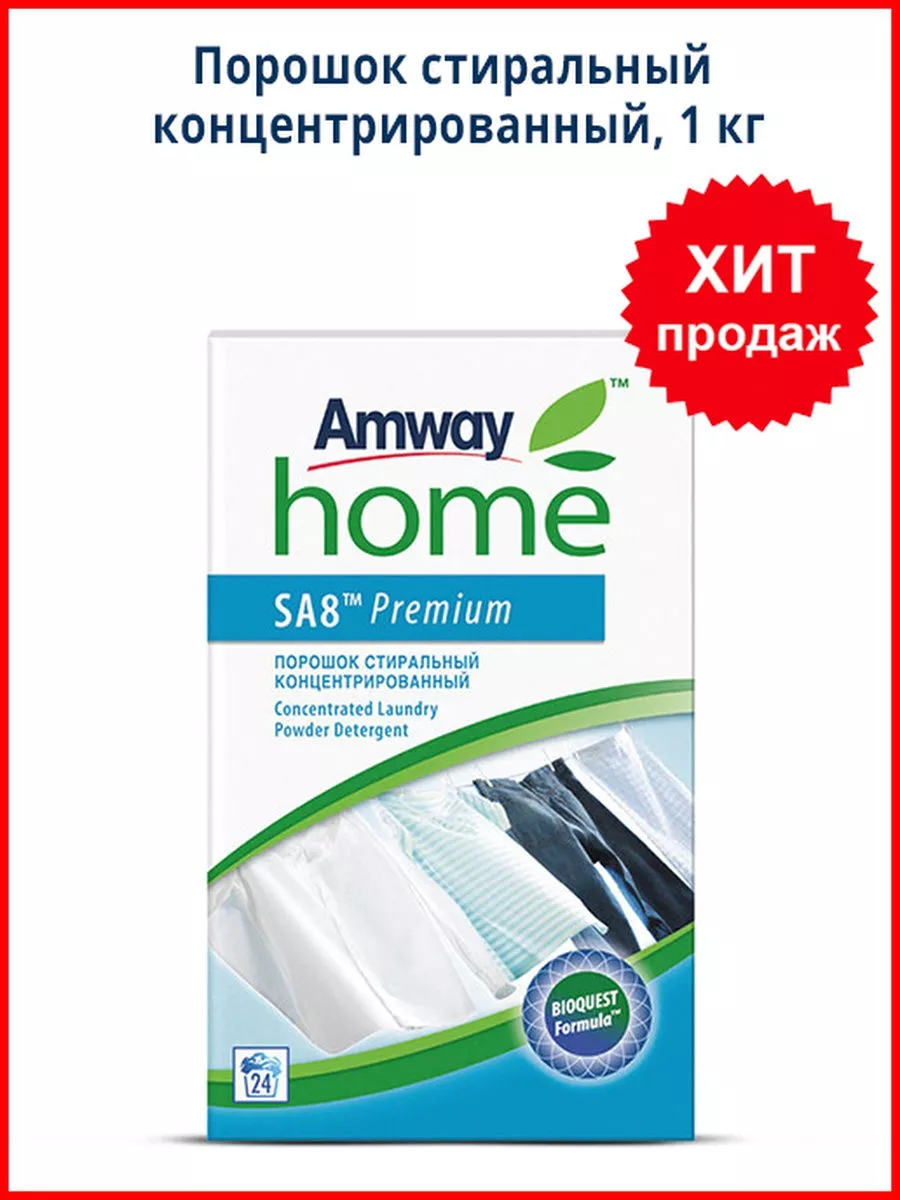 Порошок стиральный
концентрированный, 1 кг
ХИТ
продаж
Amway
home™
SA8™ Premium
ПОРОШОК СТИРАЛЬНЫЙ
КОНЦЕНТРИРОВАННЫЙ
Concentrated Laundry
Powder Detergent
BIOQUEST
Formula™
24